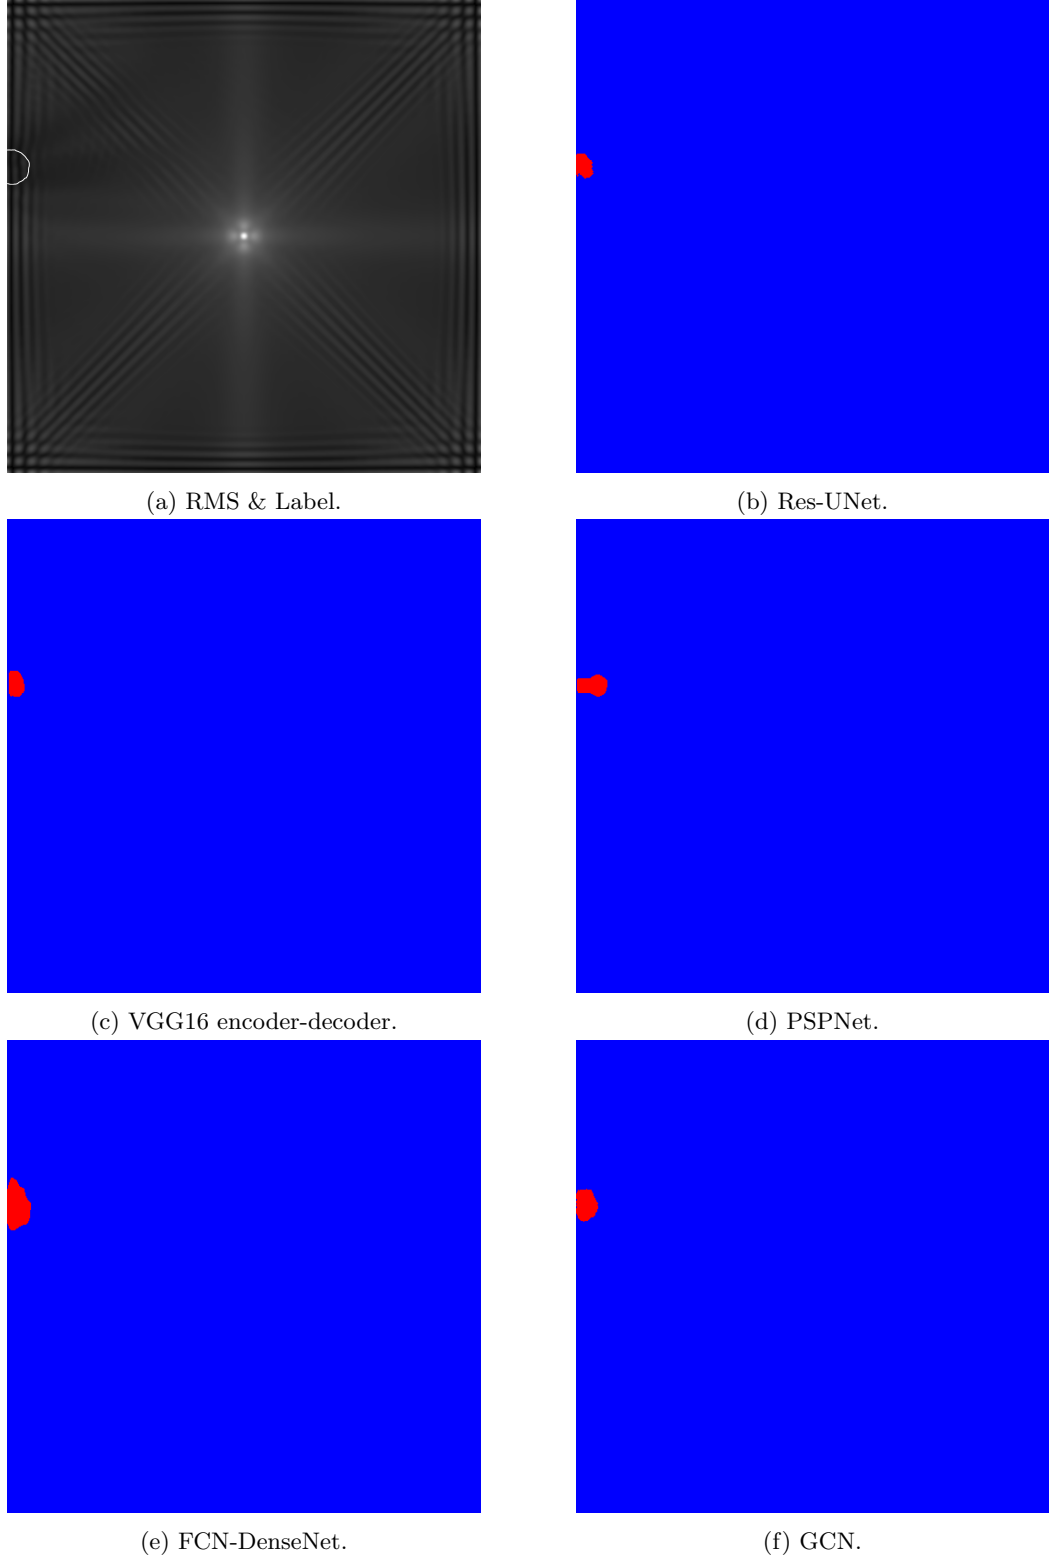 (a) RMS & Label.
(b) Res-UNet.
(c) VGG16 encoder-decoder.
(d) PSPNet.
(e) FCN-DenseNet.
(f) GCN.